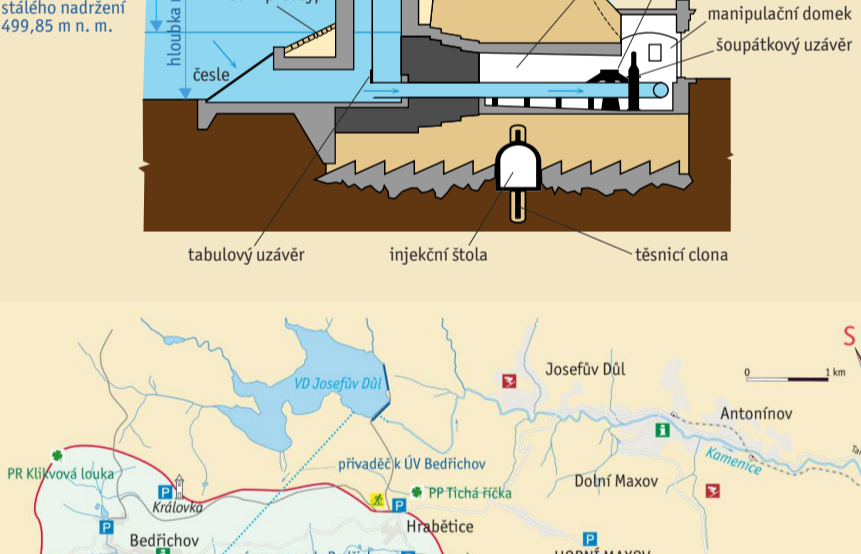 stálého nadržení
499,85 m n. m.
hloubka
česle
manipulační domek
šoupátkový uzávěr
tabulový uzávěr
injekční štola
těsnicí clona
S
Josefův Důl
0 1 km
VD Josefův Důl
Antonínov
Kamenice
přivaděč k ÚV Bedřichov
PR Klikvová louka
Dolní Maxov
P
Královka
PP Tichá říčka
P
P
Hrabětice
Bedřichov
P
HORNÍ MAXOV